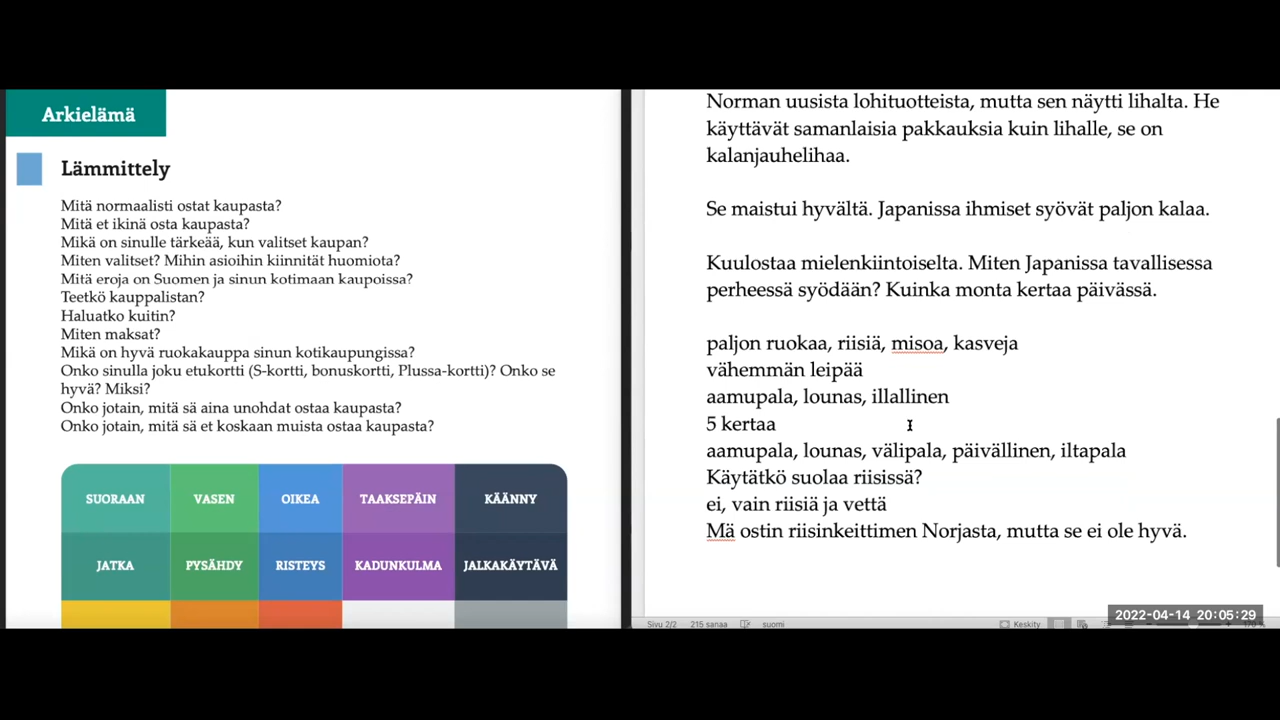 Arkielämä
Lämmittely
Mitä normaalisti ostat kaupasta?
Mitä et ikinä osta kaupasta?
Mikä on sinulle tärkeää, kun valitset kaupan?
Miten valitset? Mihin asioihin kiinnität huomiota?
Mitä eroja on Suomen ja sinun kotimaan kaupoissa?
Teetkö kauppalistan?
Haluatko kuitin?
Miten maksat?
Mikä on hyvä ruokakauppa sinun kotikaupungissa?
Onko sinulla joku etukortti (S-kortti, bonuskortti, Plussa-kortti)? Onko se
hyvä? Miksi?
Onko jotain, mitä sä aina unohdat ostaa kaupasta?
Onko jotain, mitä sä et koskaan muista ostaa kaupasta?
SUORAAN VASEN OIKEA TAAKSEPÄIN KÄÄNNY
JATKA PYSÄHDY RISTEYS KADUNKULMA JALKAKÄYTÄVÄ
Norman uusista lohituotteista, mutta sen näytti lihalta. He
käyttävät samanlaisia pakkauksia kuin lihalle, se on
kalanjauhelihaa.
Se maistui hyvältä. Japanissa ihmiset syövät paljon kalaa.
Kuulostaa mielenkiintoiselta. Miten Japanissa tavallisessa
perheessä syödään? Kuinka monta kertaa päivässä.
paljon ruokaa, riisiä, misoa, kasveja
vähemmän leipää
aamupala, lounas, illallinen
5 kertaa
aamupala, lounas, välipala, päivällinen, iltapala
Käytätkö suolaa riisissä?
ei, vain riisiä ja vettä
Mä ostin riisinkeittimen Norjasta, mutta se ei ole hyvä.
Sivu 2/2 215 sanaa suomi Keskity
2022-04-14 20:05:29